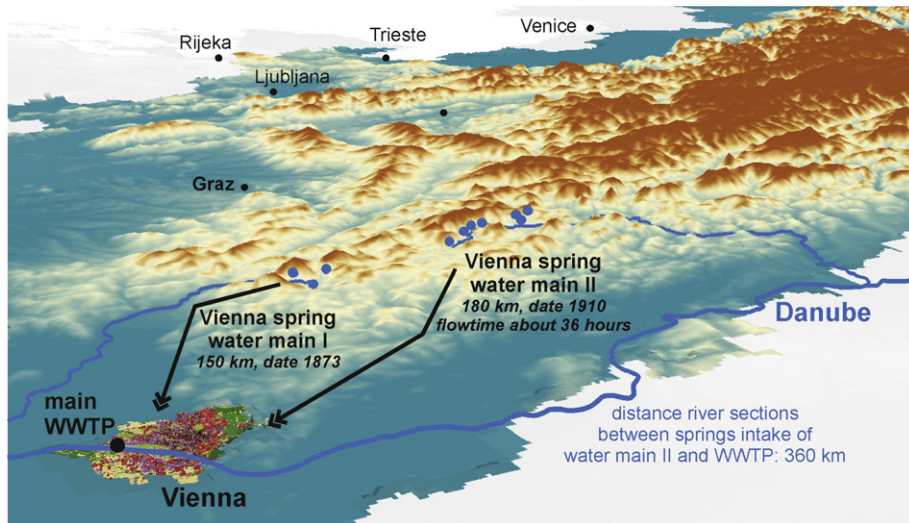 Venice
Trieste
Rijeka
Ljubljana
Graz
Vienna spring
water main II
180 km, date 1910
flowtime about 36 hours
Vienna spring
water main I
150 km, date 1873
Danube
main
WWTP
distance river sections
between springs intake of
water main II and WWTP: 360 km
Vienna